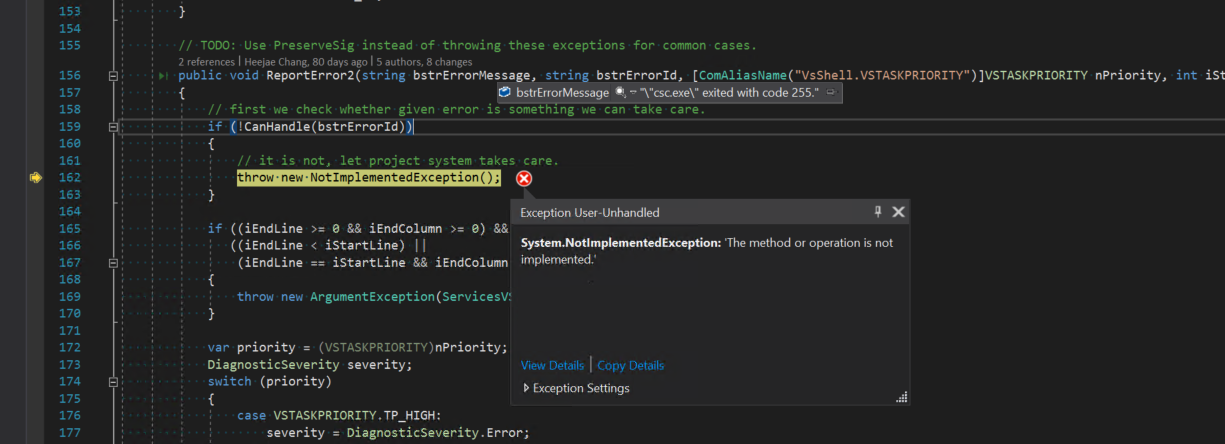 153 }
154
155 // TODO: Use PreserveSig instead of throwing these exceptions for common cases.
2 references | Heejae Chang, 80 days ago | 5 authors, 8 changes
156 public void ReportError2(string bstrErrorMessage, string bstrErrorId, [ComAliasName("VsShell.VSTASKPRIORITY")]VSTASKPRIORITY nPriority, int iSt
157 {
bstrErrorMessage "\"csc.exe\" exited with code 255."
158 // first we check whether given error is something we can take care.
159 if (!CanHandle(bstrErrorId))
160 {
161 // it is not, let project system takes care.
162 throw new NotImplementedException();
163 }
164
165 if ((iEndLine >= 0 && iEndColumn >= 0) &&
166 ((iEndLine < iStartLine) ||
167 (iEndLine == iStartLine && iEndColumn
168 {
169 throw new ArgumentException(ServicesVS
170 }
171
172 var priority = (VSTASKPRIORITY)nPriority;
173 DiagnosticSeverity severity;
174 switch (priority)
175 {
176 case VSTASKPRIORITY.TP_HIGH:
177 severity = DiagnosticSeverity.Error;
Exception User-Unhandled
System.NotImplementedException: 'The method or operation is not
implemented.'
View Details | Copy Details
Exception Settings